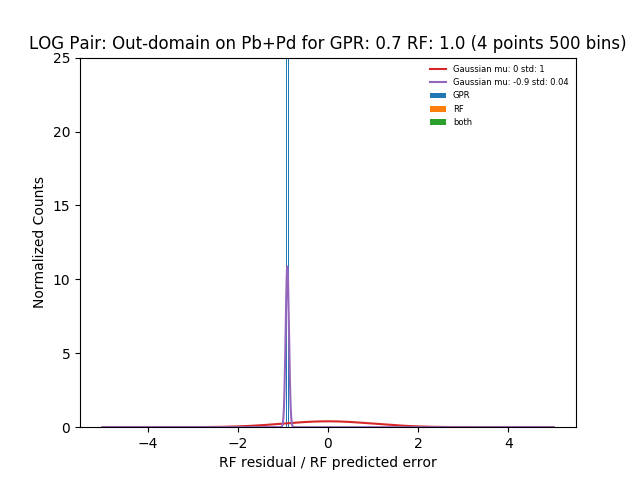 LOG Pair: Out-domain on Pb+Pd for GPR: 0.7 RF: 1.0 (4 points 500 bins)
25
20
15
10
5
0
Normalized Counts
Gaussian mu: 0 std: 1
Gaussian mu: -0.9 std: 0.04
GPR
RF
both
−4
−2
0
2
4
RF residual / RF predicted error